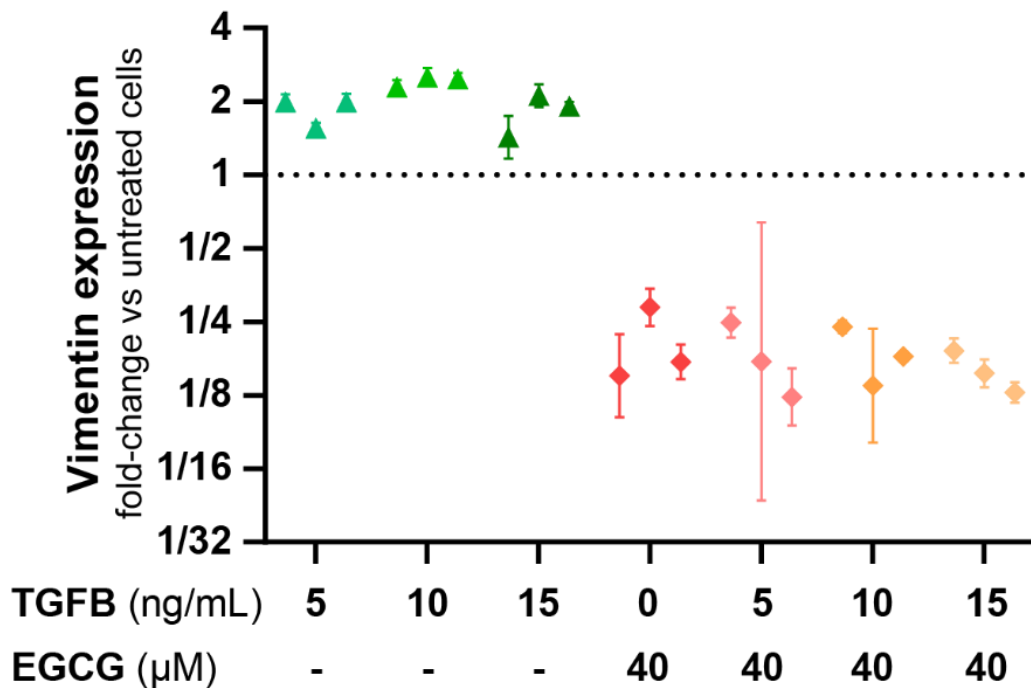 Vimentin expression
fold-change vs untreated cells
4
2
1
1/2
1/4
1/8
1/16
1/32
TGFB (ng/mL) 5 10 15 0 5 10 15
EGCG (µM) - - - 40 40 40 40